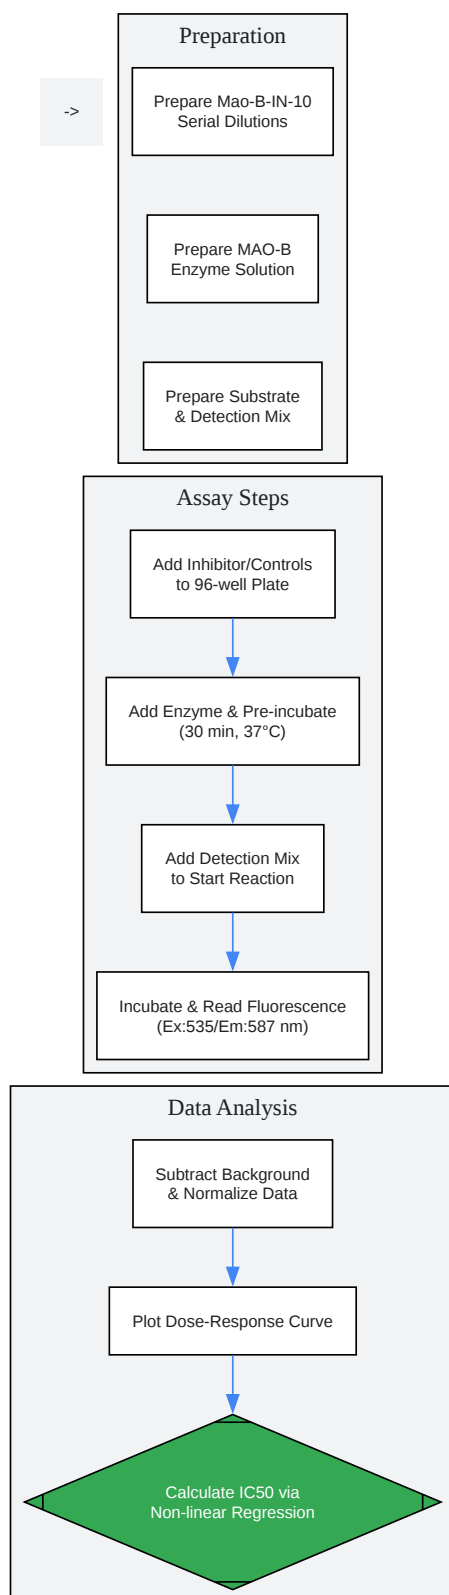 Preparation
->
Prepare Mao-B-IN-10
Serial Dilutions
Prepare MAO-B
Enzyme Solution
Prepare Substrate
& Detection Mix
Assay Steps
Add Inhibitor/Controls
to 96-well Plate
Add Enzyme & Pre-incubate
(30 min, 37°C)
Add Detection Mix
to Start Reaction
Incubate & Read Fluorescence
(Ex:535/Em:587 nm)
Data Analysis
Subtract Background
& Normalize Data
Plot Dose-Response Curve
Calculate IC50 via
Non-linear Regression